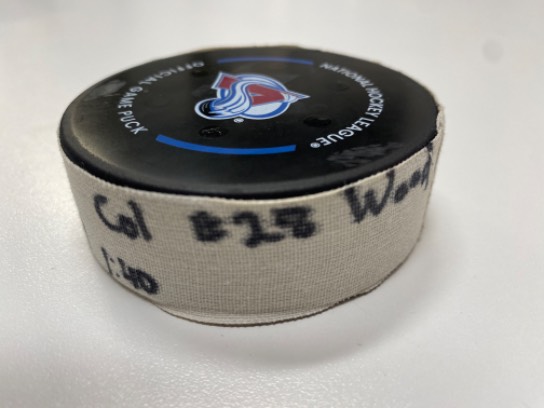 OFFICIAL GAME PUCK
NATIONAL HOCKEY LEAGUE®
®
Col #28 Wood
1:40